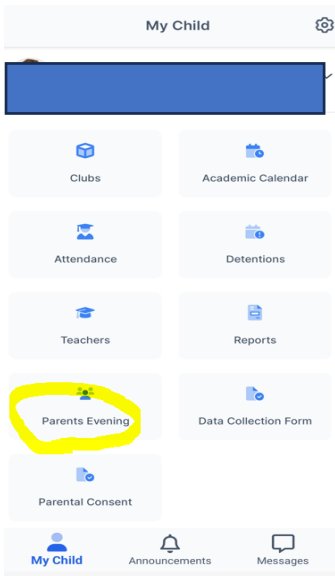 My Child
Clubs
Academic Calendar
Attendance
Detentions
Teachers
Reports
Parents Evening
Data Collection Form
Parental Consent
My Child
Announcements
Messages